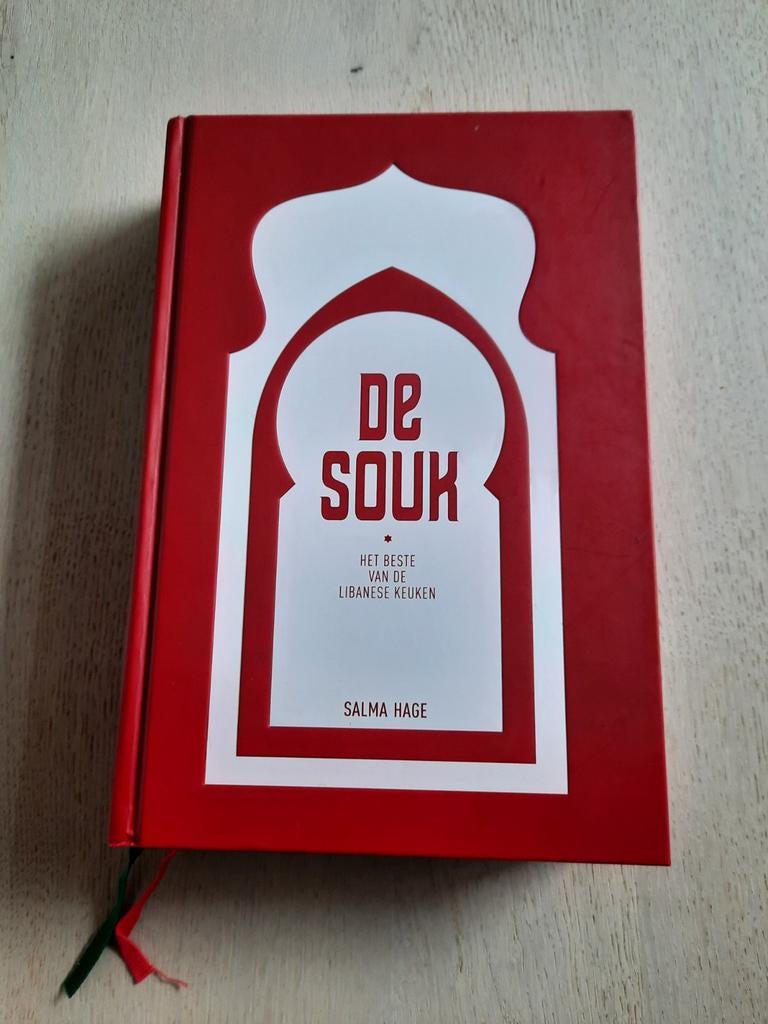 De
SOUK
HET BESTE
VAN DE
LIBANESE KEUKEN
SALMA HAGE